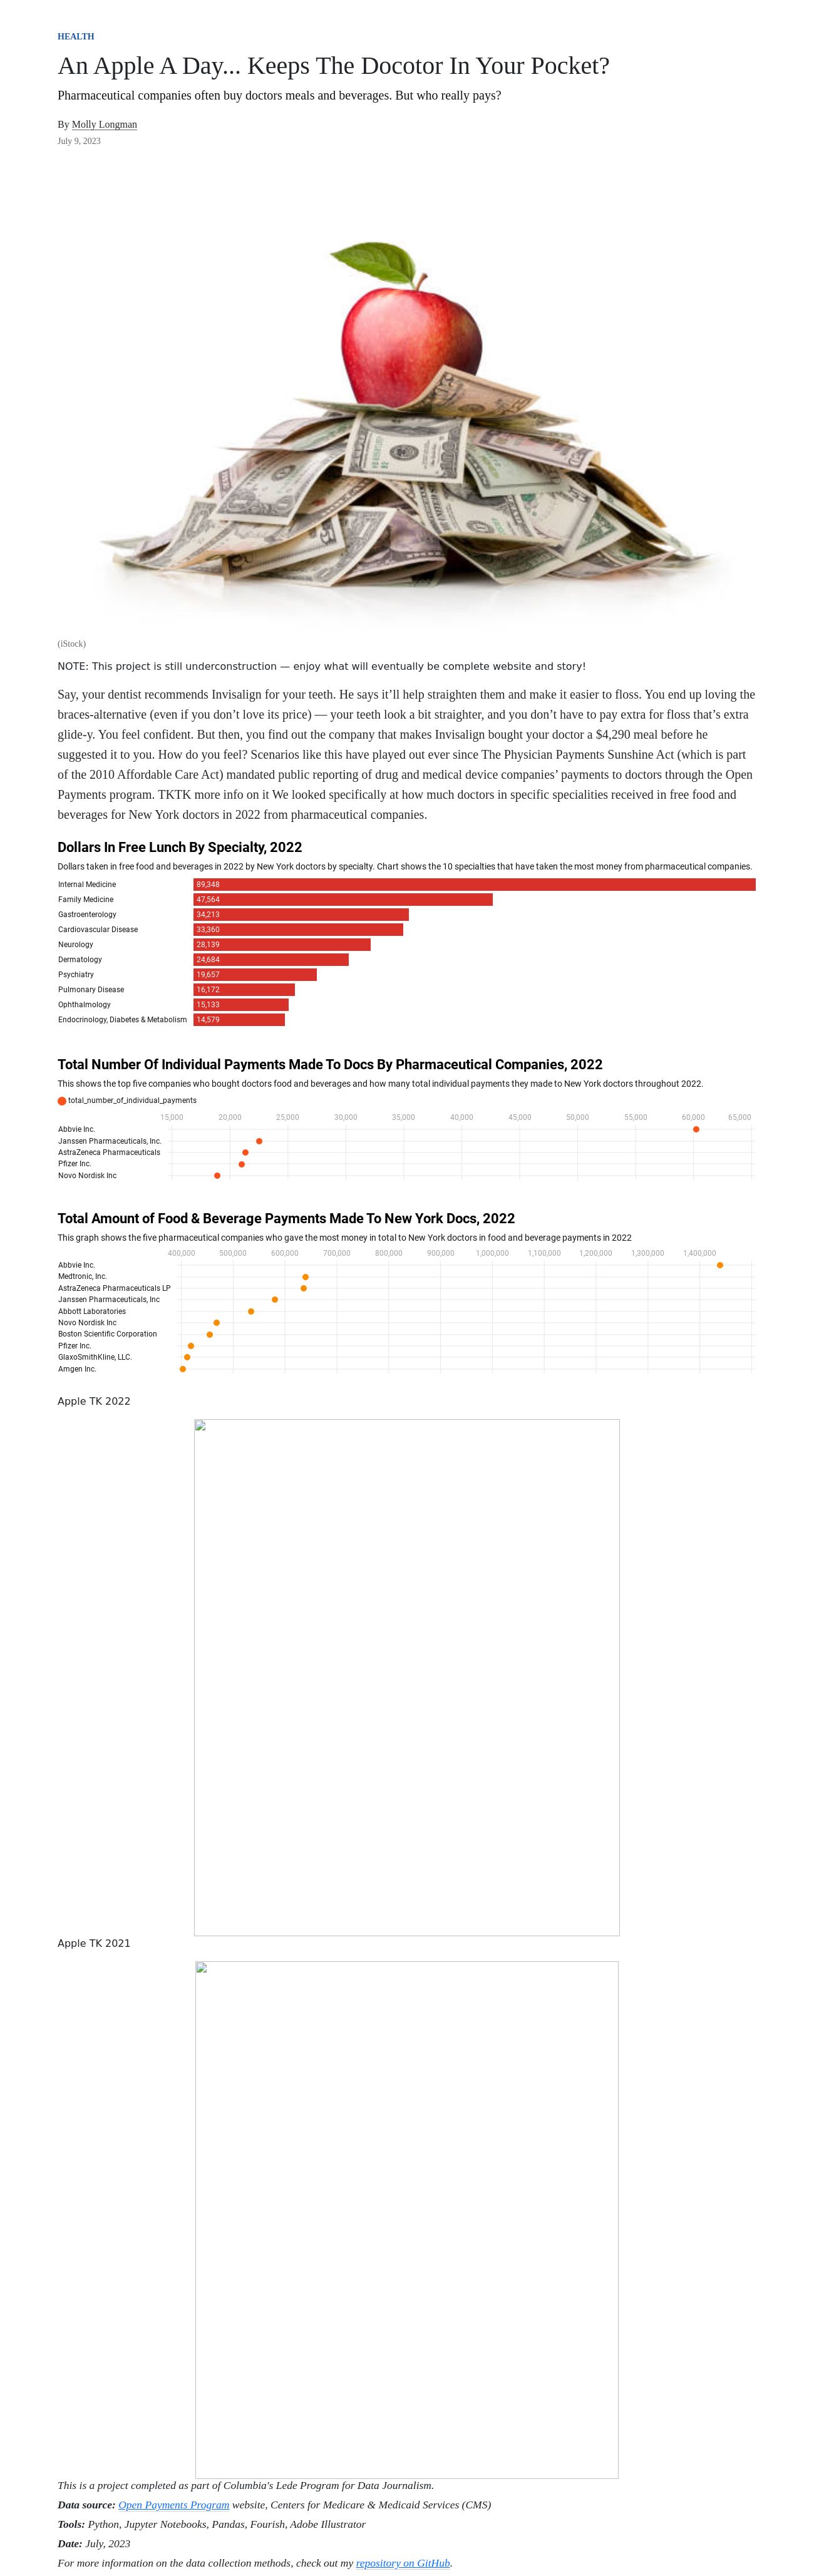 HEALTH
An Apple A Day... Keeps The Docotor In Your Pocket?
Pharmaceutical companies often buy doctors meals and beverages. But who really pays?
By Molly Longman
July 9, 2023
(iStock)
NOTE: This project is still underconstruction — enjoy what will eventually be complete website and story!
Say, your dentist recommends Invisalign for your teeth. He says it’ll help straighten them and make it easier to floss. You end up loving the
braces-alternative (even if you don’t love its price) — your teeth look a bit straighter, and you don’t have to pay extra for floss that’s extra
glide-y. You feel confident. But then, you find out the company that makes Invisalign bought your doctor a $4,290 meal before he
suggested it to you. How do you feel? Scenarios like this have played out ever since The Physician Payments Sunshine Act (which is part
of the 2010 Affordable Care Act) mandated public reporting of drug and medical device companies’ payments to doctors through the Open
Payments program. TKTK more info on it We looked specifically at how much doctors in specific specialities received in free food and
beverages for New York doctors in 2022 from pharmaceutical companies.
Dollars In Free Lunch By Specialty, 2022
Dollars taken in free food and beverages in 2022 by New York doctors by specialty. Chart shows the 10 specialties that have taken the most money from pharmaceutical companies.
Internal Medicine 89,348
Family Medicine 47,564
Gastroenterology 34,213
Cardiovascular Disease 33,360
Neurology 28,139
Dermatology 24,684
Psychiatry 19,657
Pulmonary Disease 16,172
Ophthalmology 15,133
Endocrinology, Diabetes & Metabolism 14,579
Total Number Of Individual Payments Made To Docs By Pharmaceutical Companies, 2022
This shows the top five companies who bought doctors food and beverages and how many total individual payments they made to New York doctors throughout 2022.
total_number_of_individual_payments
15,000 20,000 25,000 30,000 35,000 40,000 45,000 50,000 55,000 60,000 65,000
Abbvie Inc.
Janssen Pharmaceuticals, Inc.
AstraZeneca Pharmaceuticals
Pfizer Inc.
Novo Nordisk Inc
Total Amount of Food & Beverage Payments Made To New York Docs, 2022
This graph shows the five pharmaceutical companies who gave the most money in total to New York doctors in food and beverage payments in 2022
400,000 500,000 600,000 700,000 800,000 900,000 1,000,000 1,100,000 1,200,000 1,300,000 1,400,000
Abbvie Inc.
Medtronic, Inc.
AstraZeneca Pharmaceuticals LP
Janssen Pharmaceuticals, Inc
Abbott Laboratories
Novo Nordisk Inc
Boston Scientific Corporation
Pfizer Inc.
GlaxoSmithKline, LLC.
Amgen Inc.
Apple TK 2022
Apple TK 2021
This is a project completed as part of Columbia's Lede Program for Data Journalism.
Data source: Open Payments Program website, Centers for Medicare & Medicaid Services (CMS)
Tools: Python, Jupyter Notebooks, Pandas, Fourish, Adobe Illustrator
Date: July, 2023
For more information on the data collection methods, check out my repository on GitHub.